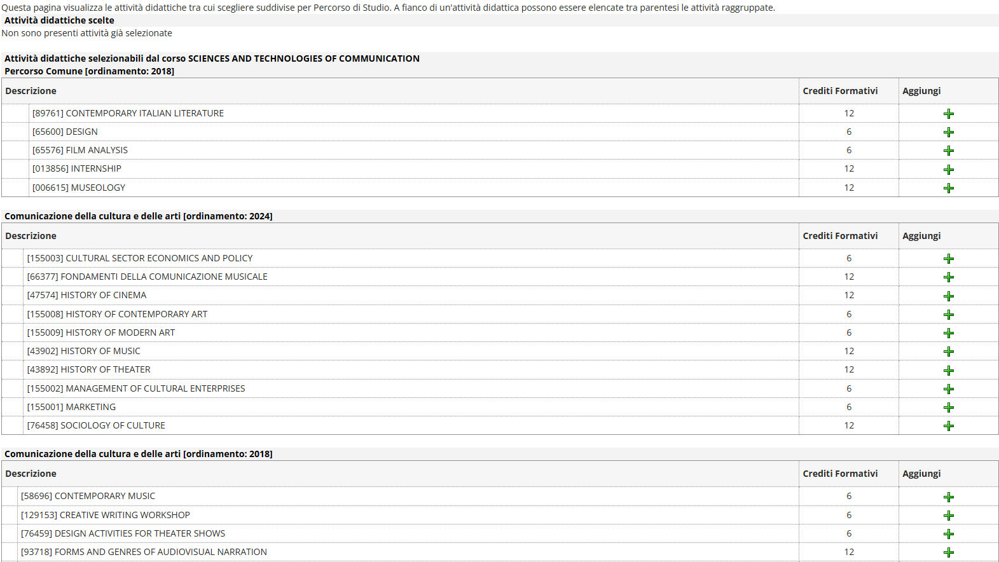 Questa pagina visualizza le attività didattiche tra cui scegliere suddivise per Percorso di Studio. A fianco di un'attività didattica possono essere elencate tra parentesi le attività raggruppate.
Attività didattiche scelte
Non sono presenti attività già selezionate
Attività didattiche selezionabili dal corso SCIENCES AND TECHNOLOGIES OF COMMUNICATION
Percorso Comune [ordinamento: 2018]
Descrizione Crediti Formativi Aggiungi
[89761] CONTEMPORARY ITALIAN LITERATURE 12
[65600] DESIGN 6
[65576] FILM ANALYSIS 6
[013856] INTERNSHIP 12
[006615] MUSEOLOGY 12
Comunicazione della cultura e delle arti [ordinamento: 2024]
Descrizione Crediti Formativi Aggiungi
[155003] CULTURAL SECTOR ECONOMICS AND POLICY 6
[66377] FONDAMENTI DELLA COMUNICAZIONE MUSICALE 12
[47574] HISTORY OF CINEMA 12
[155008] HISTORY OF CONTEMPORARY ART 6
[155009] HISTORY OF MODERN ART 6
[43902] HISTORY OF MUSIC 12
[43892] HISTORY OF THEATER 12
[155002] MANAGEMENT OF CULTURAL ENTERPRISES 6
[155001] MARKETING 6
[76458] SOCIOLOGY OF CULTURE 12
Comunicazione della cultura e delle arti [ordinamento: 2018]
Descrizione Crediti Formativi Aggiungi
[58696] CONTEMPORARY MUSIC 6
[129153] CREATIVE WRITING WORKSHOP 6
[76459] DESIGN ACTIVITIES FOR THEATER SHOWS 6
[93718] FORMS AND GENRES OF AUDIOVISUAL NARRATION 12